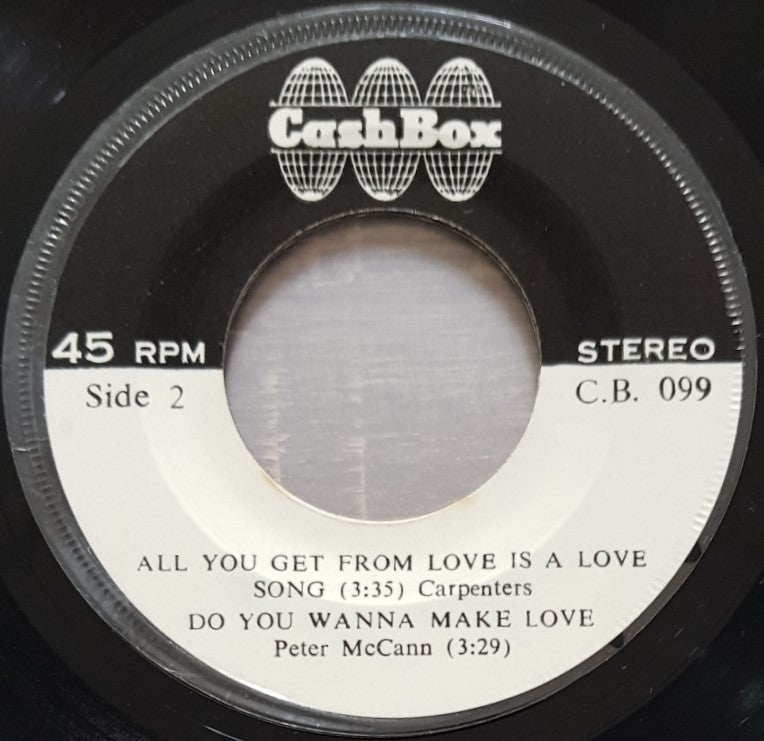 CashBox
45 RPM
STEREO
Side 2
C.B. 099
ALL YOU GET FROM LOVE IS A LOVE
SONG (3:35) Carpenters
DO YOU WANNA MAKE LOVE
Peter McCann (3:29)